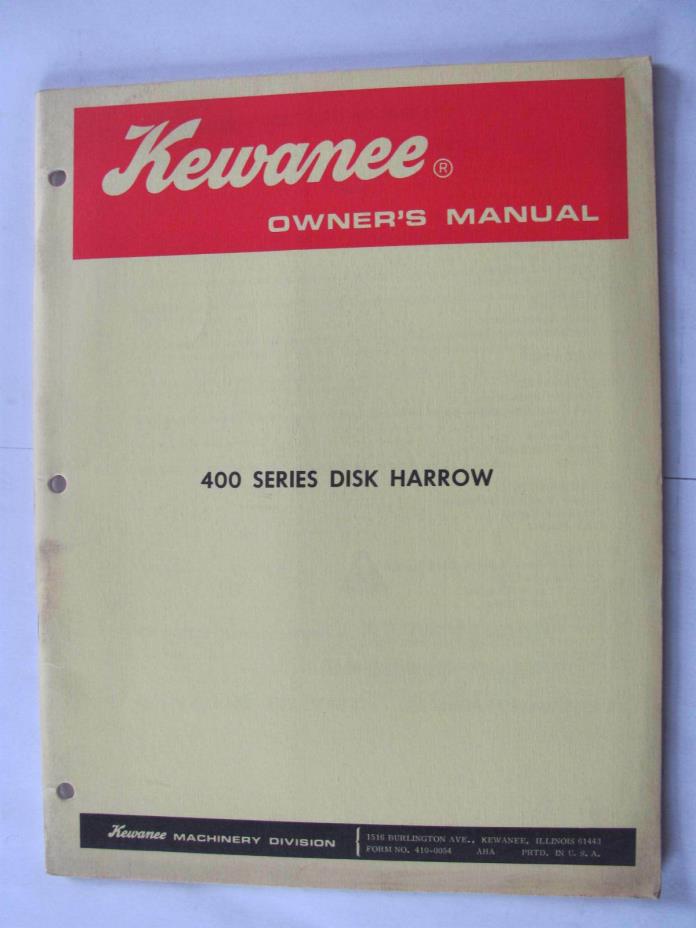 Kewanee®
OWNER'S MANUAL
400 SERIES DISK HARROW
Kewanee MACHINERY DIVISION
1516 BURLINGTON AVE., KEWANEE, ILLINOIS 61443
FORM NO. 410-0054 AHA PRTD. IN U. S. A.